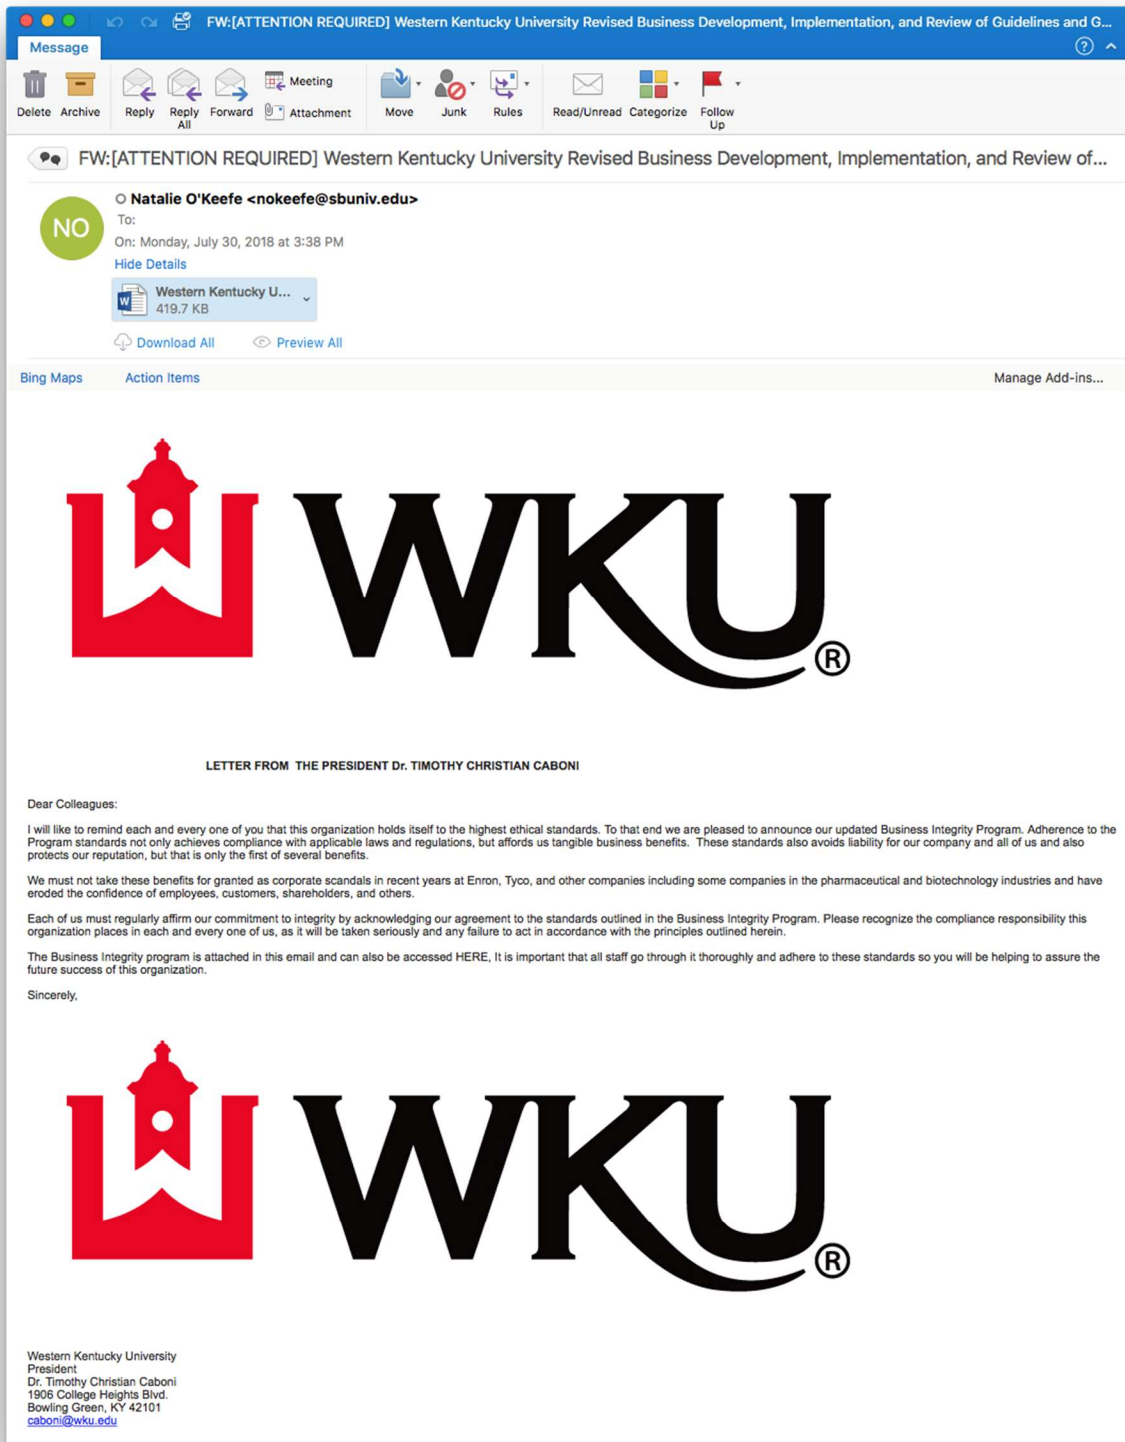 FW:[ATTENTION REQUIRED] Western Kentucky University Revised Business Development, Implementation, and Review of Guidelines and G...
Message
?
Delete
Archive
Reply
Reply All
Forward
Meeting
Attachment
Move
Junk
Rules
Read/Unread
Categorize
Follow Up
FW:[ATTENTION REQUIRED] Western Kentucky University Revised Business Development, Implementation, and Review of...
NO
Natalie O'Keefe <nokeefe@sbuniv.edu>
To:
On: Monday, July 30, 2018 at 3:38 PM
Hide Details
W
Western Kentucky U...
419.7 KB
Download All
Preview All
Bing Maps
Action Items
Manage Add-ins...
WKU®
LETTER FROM THE PRESIDENT Dr. TIMOTHY CHRISTIAN CABONI
Dear Colleagues:
I will like to remind each and every one of you that this organization holds itself to the highest ethical standards. To that end we are pleased to announce our updated Business Integrity Program. Adherence to the
Program standards not only achieves compliance with applicable laws and regulations, but affords us tangible business benefits. These standards also avoids liability for our company and all of us and also
protects our reputation, but that is only the first of several benefits.
We must not take these benefits for granted as corporate scandals in recent years at Enron, Tyco, and other companies including some companies in the pharmaceutical and biotechnology industries and have
eroded the confidence of employees, customers, shareholders, and others.
Each of us must regularly affirm our commitment to integrity by acknowledging our agreement to the standards outlined in the Business Integrity Program. Please recognize the compliance responsibility this
organization places in each and every one of us, as it will be taken seriously and any failure to act in accordance with the principles outlined herein.
The Business Integrity program is attached in this email and can also be accessed HERE, It is important that all staff go through it thoroughly and adhere to these standards so you will be helping to assure the
future success of this organization.
Sincerely,
WKU®
Western Kentucky University
President
Dr. Timothy Christian Caboni
1906 College Heights Blvd.
Bowling Green, KY 42101
caboni@wku.edu